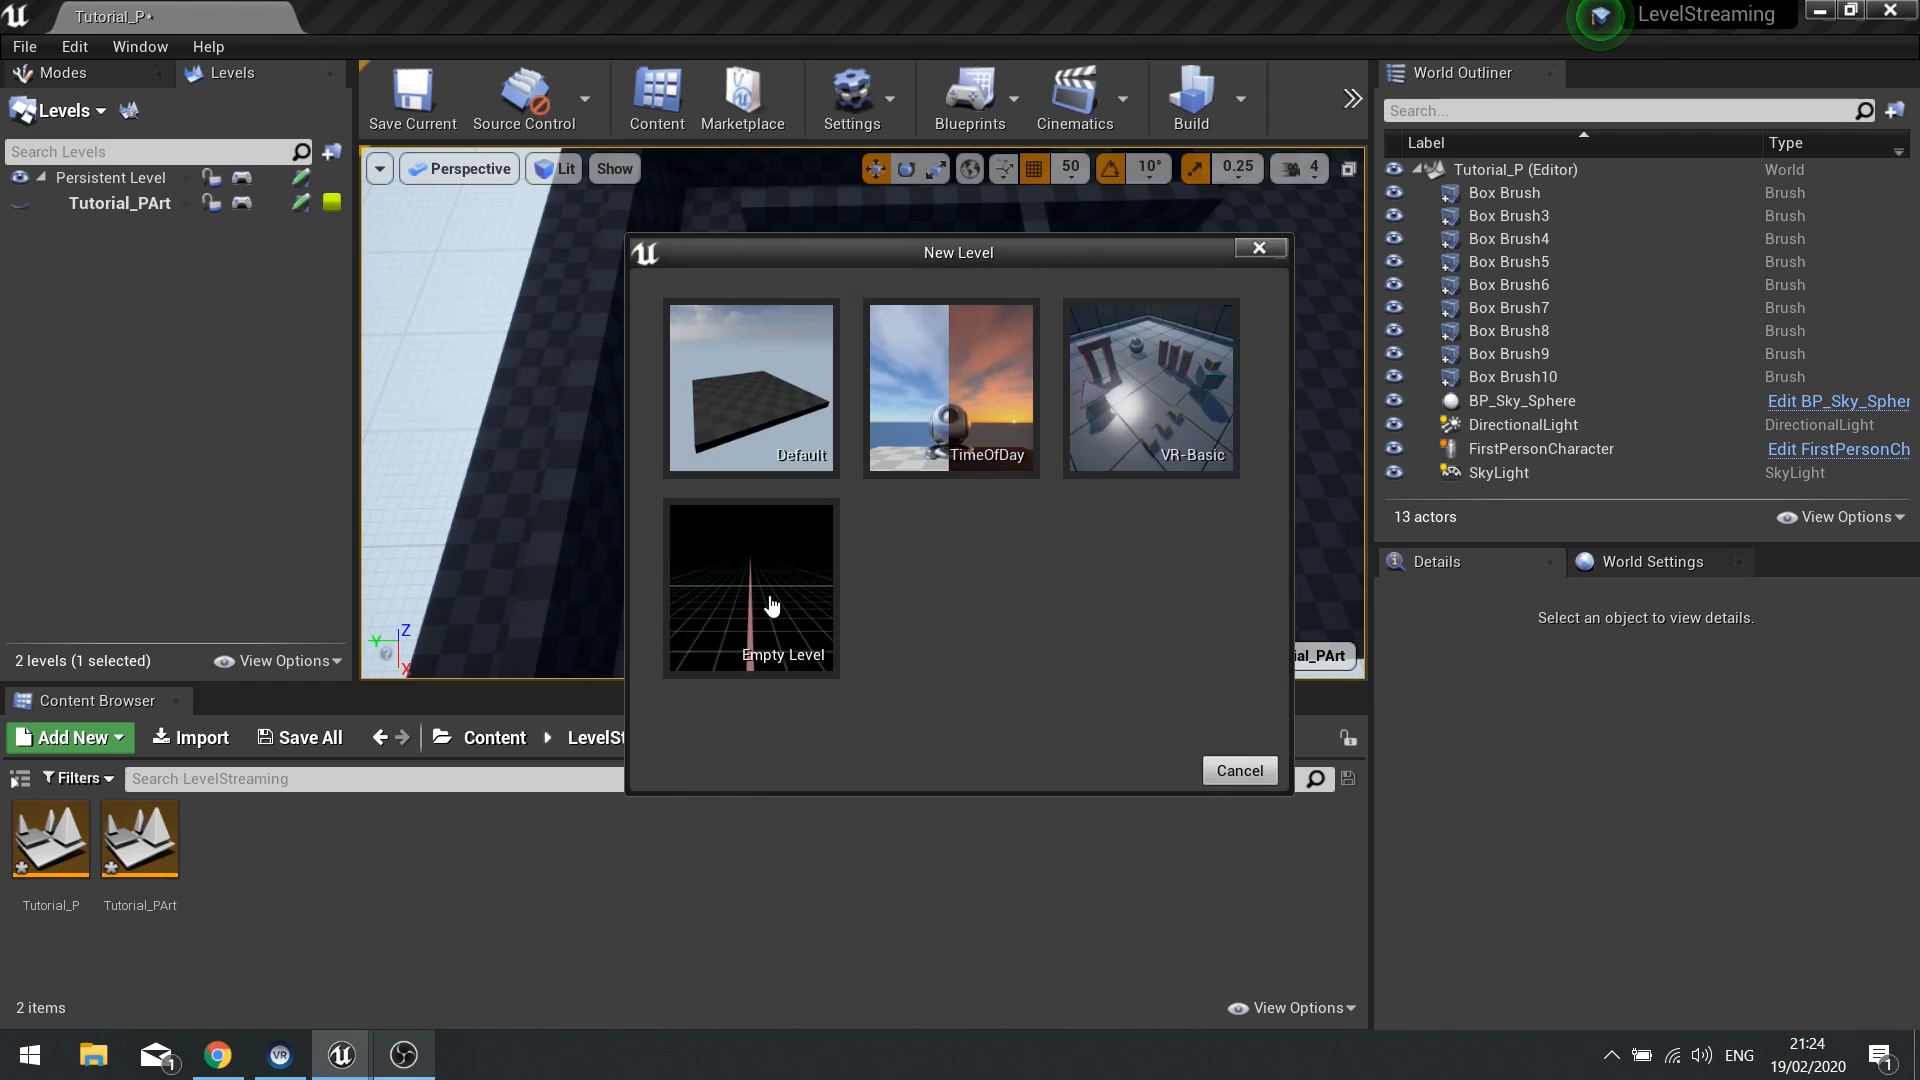 Tutorial_P*
LevelStreaming
File Edit Window Help
Modes
Levels
Levels
Search Levels
Persistent Level
Tutorial_PArt
2 levels (1 selected)
View Options
Save Current
Source Control
Content
Marketplace
Settings
Blueprints
Cinematics
Build
Perspective
Lit
Show
50
10°
0.25
4
Z
Y
X
ial_PArt
New Level
Default
TimeOfDay
VR-Basic
Empty Level
Cancel
World Outliner
Search...
Label Type
Tutorial_P (Editor) World
Box Brush Brush
Box Brush3 Brush
Box Brush4 Brush
Box Brush5 Brush
Box Brush6 Brush
Box Brush7 Brush
Box Brush8 Brush
Box Brush9 Brush
Box Brush10 Brush
BP_Sky_Sphere Edit BP_Sky_Spher
DirectionalLight DirectionalLight
FirstPersonCharacter Edit FirstPersonCh
SkyLight SkyLight
13 actors
View Options
Details
World Settings
Select an object to view details.
Content Browser
Add New
Import
Save All
Content
LevelSt
Filters
Search LevelStreaming
Tutorial_P
Tutorial_PArt
2 items
View Options
1
VR
ENG
21:24
19/02/2020
1